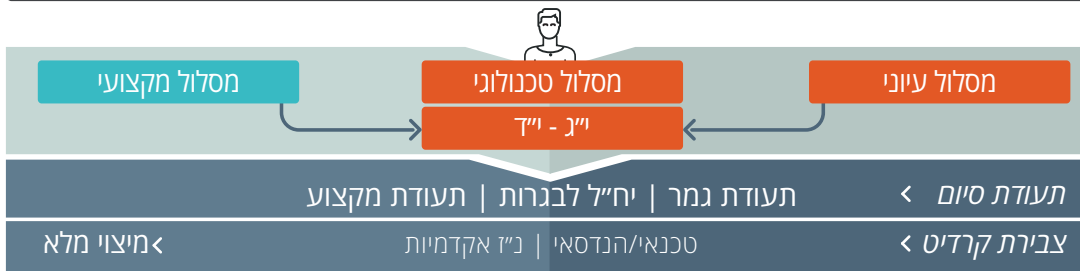 מסלול עיוני
מסלול טכנולוגי
מסלול מקצועי
י״ג - י״ד
תעודת סיום > תעודת גמר | יח״ל לבגרות | תעודת מקצוע
צבירת קרדיט > טכנאי/הנדסאי | נ״ז אקדמיות >מיצוי מלא